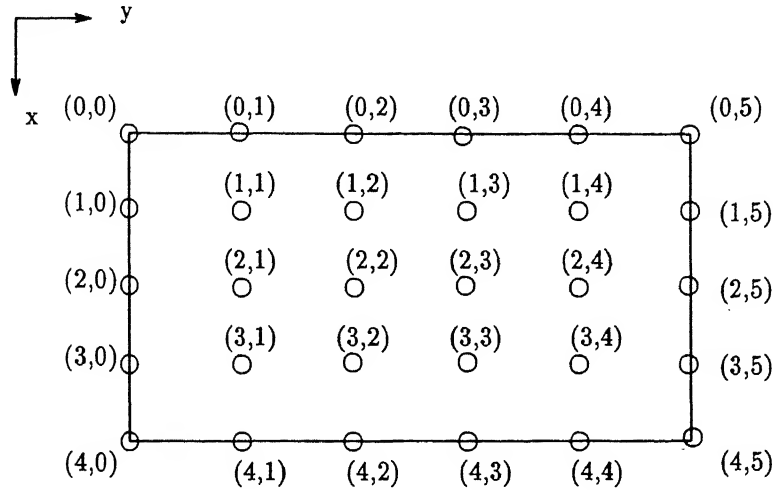 y
x
(0,0) (0,1) (0,2) (0,3) (0,4) (0,5)
(1,0) (1,1) (1,2) (1,3) (1,4) (1,5)
(2,0) (2,1) (2,2) (2,3) (2,4) (2,5)
(3,0) (3,1) (3,2) (3,3) (3,4) (3,5)
(4,0) (4,1) (4,2) (4,3) (4,4) (4,5)